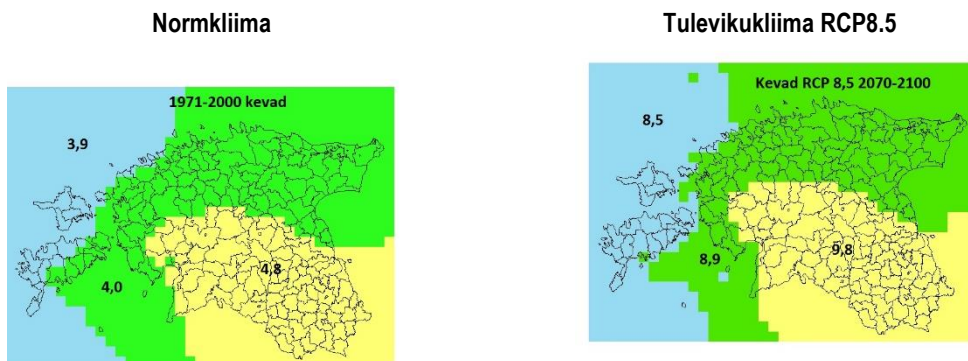 Normkliima
1971-2000 kevad
3,9
4,8
4,0
Tulevikukliima RCP8.5
Kevad RCP 8,5 2070-2100
8,5
8,9
9,8